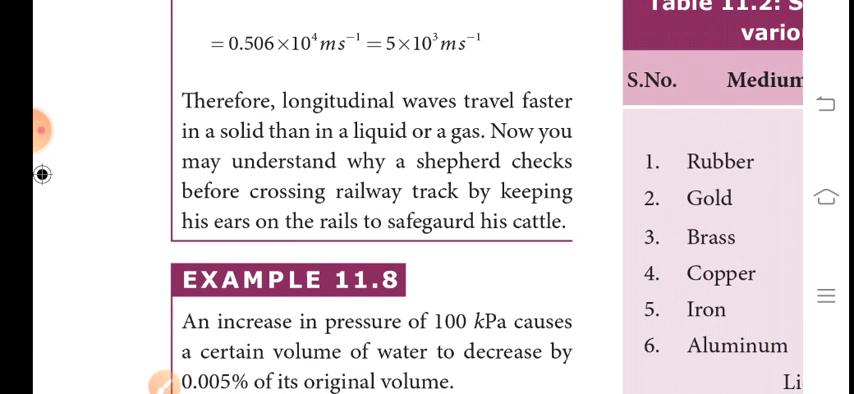 = 0.506×10⁴ms⁻¹ = 5×10³ms⁻¹
Therefore, longitudinal waves travel faster
in a solid than in a liquid or a gas. Now you
may understand why a shepherd checks
before crossing railway track by keeping
his ears on the rails to safegaurd his cattle.
EXAMPLE 11.8
An increase in pressure of 100 kPa causes
a certain volume of water to decrease by
0.005% of its original volume.
Table 11.2: S
vario
S.No. Medium
1. Rubber
2. Gold
3. Brass
4. Copper
5. Iron
6. Aluminum
Li